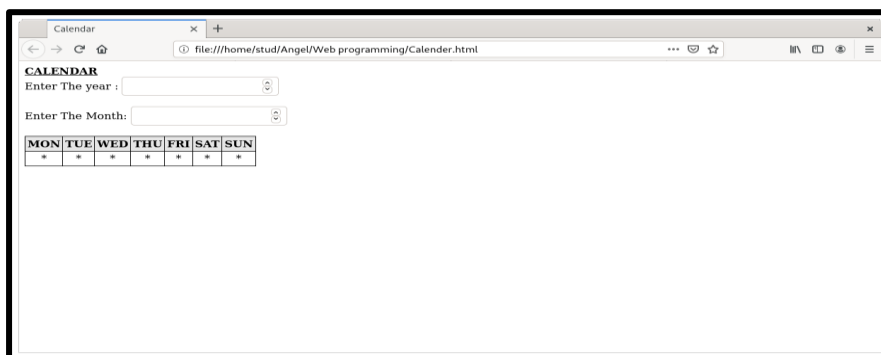 Calendar
file:///home/stud/Angel/Web programming/Calender.html
CALENDAR
Enter The year :
Enter The Month:
MON TUE WED THU FRI SAT SUN
* * * * * * *